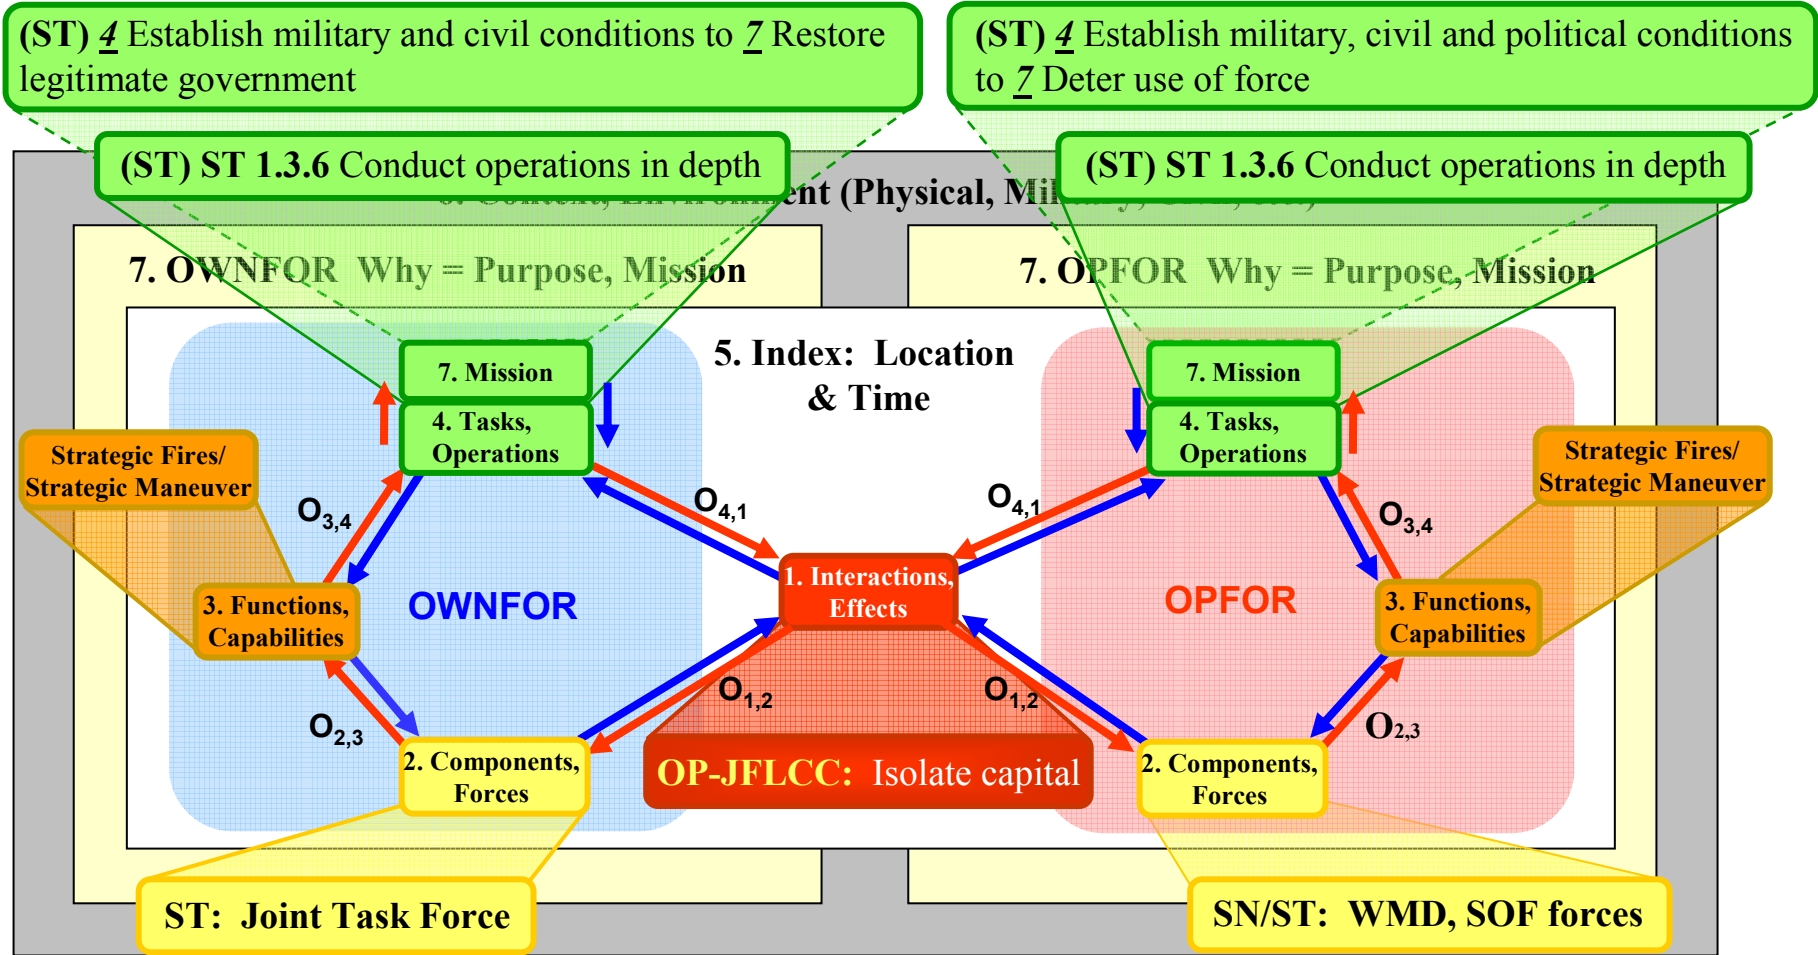 (ST) 4 Establish military and civil conditions to 7 Restore
legitimate government
(ST) 4 Establish military, civil and political conditions
to 7 Deter use of force
(ST) ST 1.3.6 Conduct operations in depth
(ST) ST 1.3.6 Conduct operations in depth
Context, Environment (Physical, Military, Civil, etc.)
7. OWNFOR Why = Purpose, Mission
7. OPFOR Why = Purpose, Mission
5. Index: Location
& Time
7. Mission
4. Tasks,
Operations
7. Mission
4. Tasks,
Operations
Strategic Fires/
Strategic Maneuver
Strategic Fires/
Strategic Maneuver
O3,4
O4,1
O4,1
O3,4
1. Interactions,
Effects
OWNFOR
OPFOR
3. Functions,
Capabilities
3. Functions,
Capabilities
O1,2
O1,2
O2,3
O2,3
2. Components,
Forces
OP-JFLCC: Isolate capital
2. Components,
Forces
ST: Joint Task Force
SN/ST: WMD, SOF forces